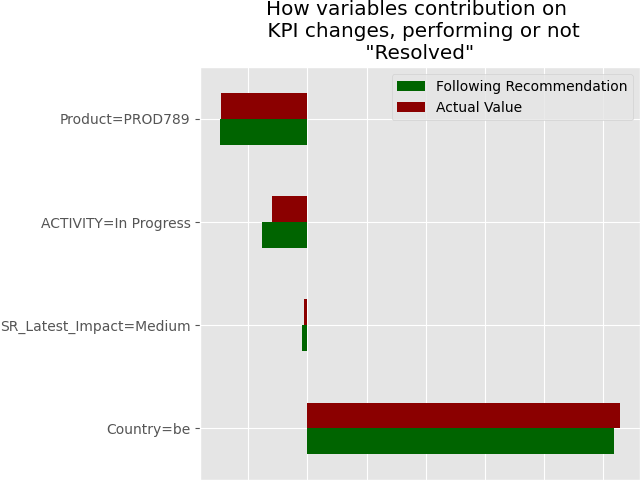 How variables contribution on
KPI changes, performing or not
"Resolved"
Following Recommendation
Actual Value
Product=PROD789
ACTIVITY=In Progress
SR_Latest_Impact=Medium
Country=be